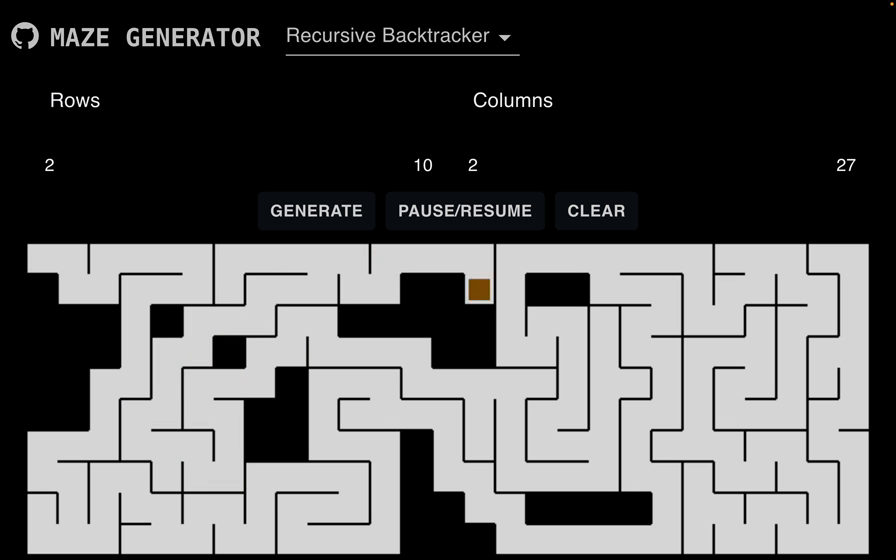 MAZE GENERATOR
Recursive Backtracker
Rows
Columns
2
10
2
27
GENERATE
PAUSE/RESUME
CLEAR